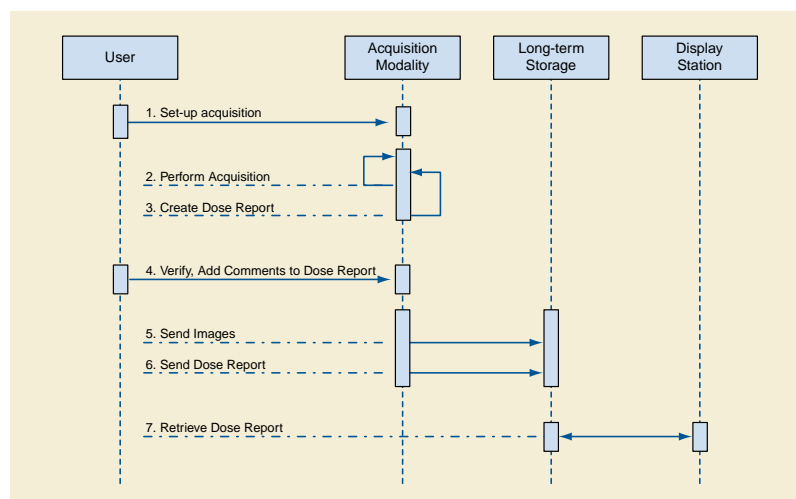 User
Acquisition
Modality
Long-term
Storage
Display
Station
1. Set-up acquisition
2. Perform Acquisition
3. Create Dose Report
4. Verify, Add Comments to Dose Report
5. Send Images
6. Send Dose Report
7. Retrieve Dose Report